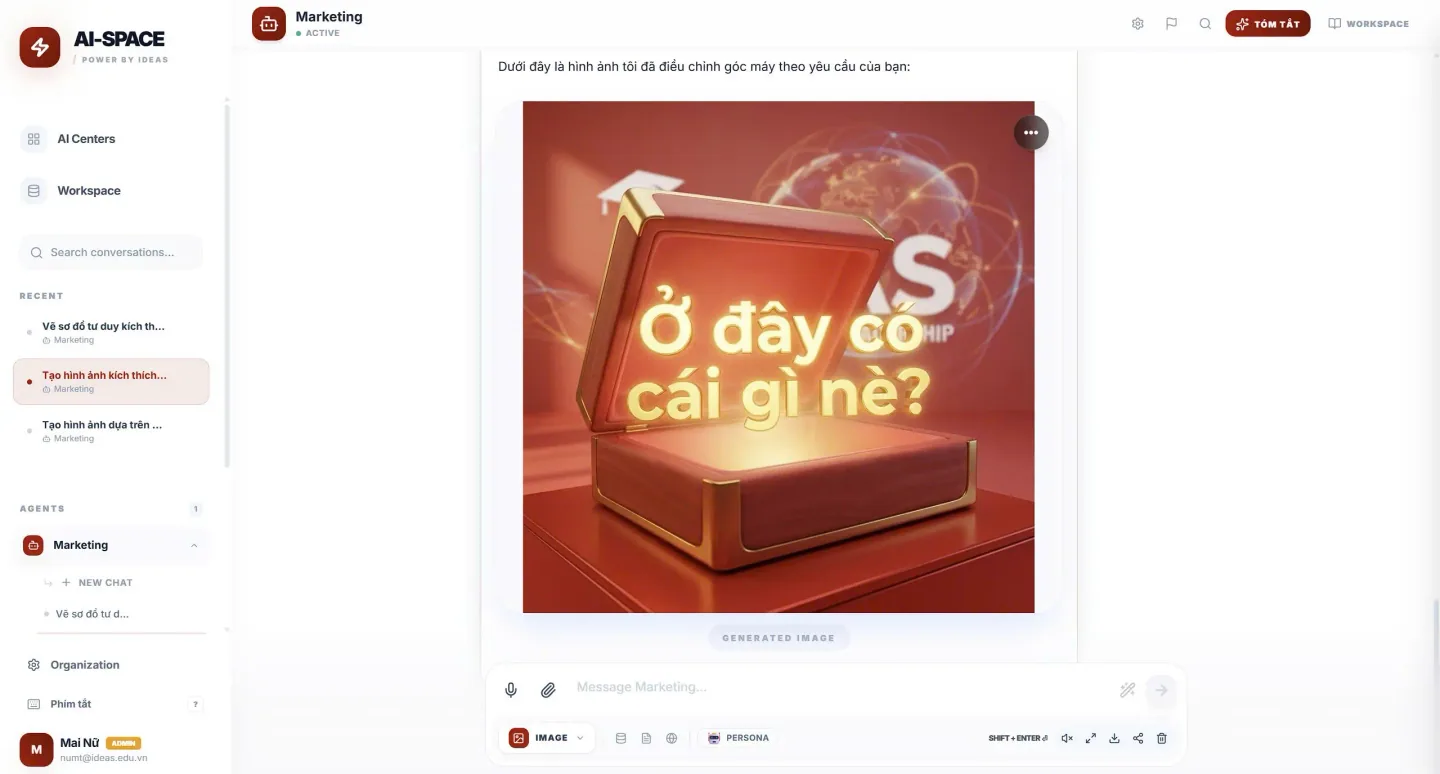 AI-SPACE
/ POWER BY IDEAS
AI Centers
Workspace
Search conversations...
RECENT
Vẽ sơ đồ tư duy kích th...
Marketing
Tạo hình ảnh kích thích...
Marketing
Tạo hình ảnh dựa trên ...
Marketing
AGENTS
1
Marketing
NEW CHAT
Vẽ sơ đồ tư d...
Organization
Phím tắt
?
M
Mai Nữ
ADMIN
numt@ideas.edu.vn
Marketing
ACTIVE
TÓM TẮT
WORKSPACE
Dưới đây là hình ảnh tôi đã điều chỉnh góc máy theo yêu cầu của bạn:
AS
HIP
Ở đây có
cái gì nè?
GENERATED IMAGE
Message Marketing...
IMAGE
PERSONA
SHIFT + ENTER